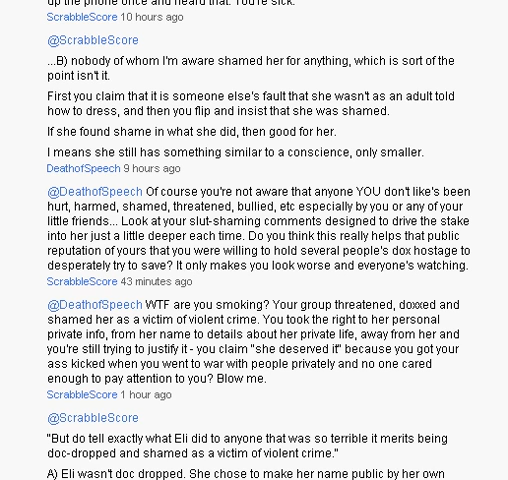 up the phone once and heard that. You're sick.
ScrabbleScore 10 hours ago
@ScrabbleScore
...B) nobody of whom I'm aware shamed her for anything, which is sort of the
point isn't it.
First you claim that it is someone else's fault that she wasn't as an adult told
how to dress, and then you flip and insist that she was shamed.
If she found shame in what she did, then good for her.
I means she still has something similar to a conscience, only smaller.
DeathofSpeech 9 hours ago
@DeathofSpeech Of course you're not aware that anyone YOU don't like's been
hurt, harmed, shamed, threatened, bullied, etc especially by you or any of your
little friends... Look at your slut-shaming comments designed to drive the stake
into her just a little deeper each time. Do you think this really helps that public
reputation of yours that you were willing to hold several people's dox hostage to
desperately try to save? It only makes you look worse and everyone's watching.
ScrabbleScore 43 minutes ago
@DeathofSpeech WTF are you smoking? Your group threatened, doxxed and
shamed her as a victim of violent crime. You took the right to her personal
private info, from her name to details about her private life, away from her and
you're still trying to justify it - you claim "she deserved it" because you got your
ass kicked when you went to war with people privately and no one cared
enough to pay attention to you? Blow me.
ScrabbleScore 1 hour ago
@ScrabbleScore
"But do tell exactly what Eli did to anyone that was so terrible it merits being
doc-dropped and shamed as a victim of violent crime."
A) Eli wasn't doc dropped. She chose to make her name public by her own